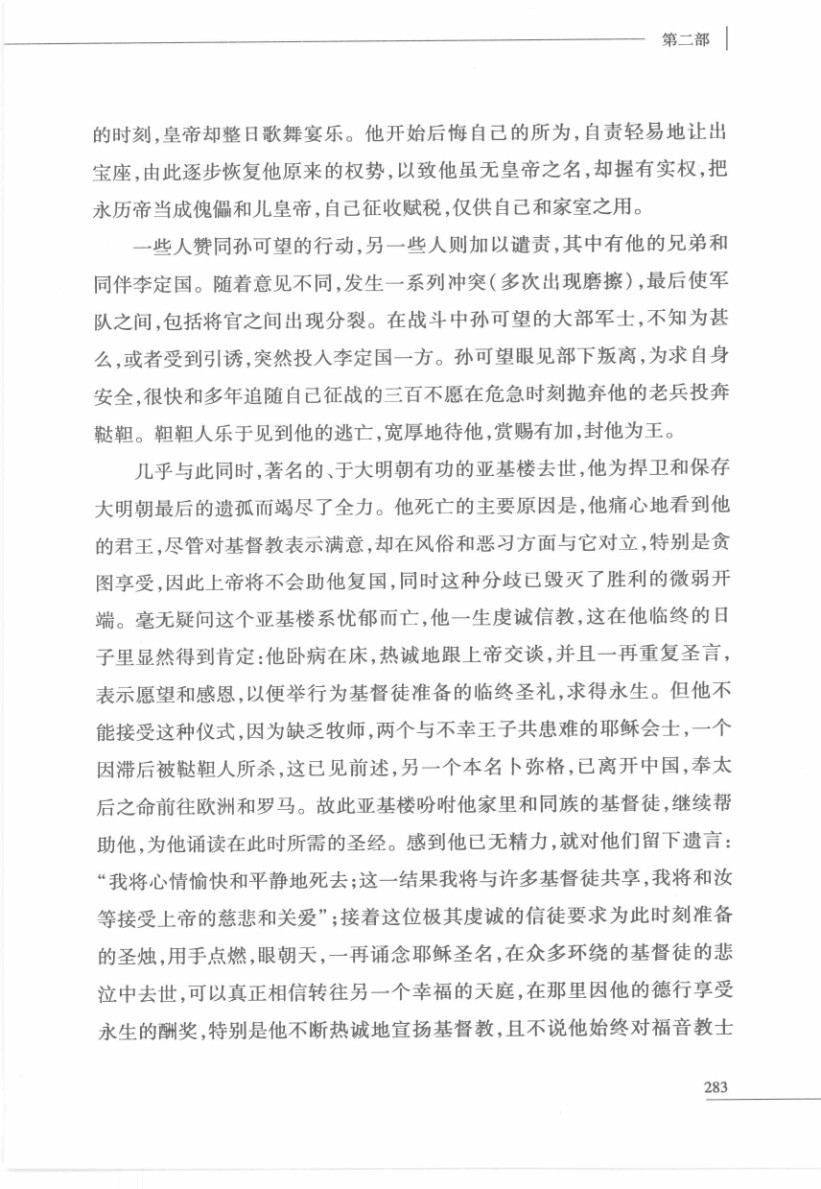 第二部
的时刻,皇帝却整日歌舞宴乐。他开始后悔自己的所为,自责轻易地让出
宝座,由此逐步恢复他原来的权势,以致他虽无皇帝之名,却握有实权,把
永历帝当成傀儡和儿皇帝,自己征收赋税,仅供自己和家室之用。
一些人赞同孙可望的行动,另一些人则加以谴责,其中有他的兄弟和
同伴李定国。随着意见不同,发生一系列冲突(多次出现磨擦),最后使军
队之间,包括将官之间出现分裂。在战斗中孙可望的大部军士,不知为甚
么,或者受到引诱,突然投入李定国一方。孙可望眼见部下叛离,为求自身
安全,很快和多年追随自己征战的三百不愿在危急时刻抛弃他的老兵投奔
鞑靼。靼靼人乐于见到他的逃亡,宽厚地待他,赏赐有加,封他为王。
几乎与此同时,著名的、于大明朝有功的亚基楼去世,他为捍卫和保存
大明朝最后的遗孤而竭尽了全力。他死亡的主要原因是,他痛心地看到他
的君王,尽管对基督教表示满意,却在风俗和恶习方面与它对立,特别是贪
图享受,因此上帝将不会助他复国,同时这种分歧已毁灭了胜利的微弱开
端。毫无疑问这个亚基楼系忧郁而亡,他一生虔诚信教,这在他临终的日
子里显然得到肯定:他卧病在床,热诚地跟上帝交谈,并且一再重复圣言,
表示愿望和感恩,以便举行为基督徒准备的临终圣礼,求得永生。但他不
能接受这种仪式,因为缺乏牧师,两个与不幸王子共患难的耶稣会士,一个
因滞后被鞑靼人所杀,这已见前述,另一个本名卜弥格,已离开中国,奉太
后之命前往欧洲和罗马。故此亚基楼吩咐他家里和同族的基督徒,继续帮
助他,为他诵读在此时所需的圣经。感到他已无精力,就对他们留下遗言:
“我将心情愉快和平静地死去;这一结果我将与许多基督徒共享,我将和汝
等接受上帝的慈悲和关爱”;接着这位极其虔诚的信徒要求为此时刻准备
的圣烛,用手点燃,眼朝天,一再诵念耶稣圣名,在众多环绕的基督徒的悲
泣中去世,可以真正相信转往另一个幸福的天庭,在那里因他的德行享受
永生的酬奖,特别是他不断热诚地宣扬基督教,且不说他始终对福音教士
283